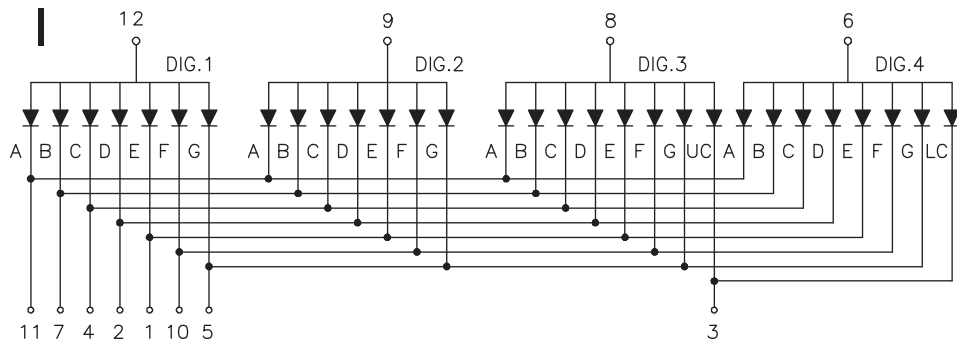 I
12 9 8 6
DIG.1 DIG.2 DIG.3 DIG.4
A B C D E F G A B C D E F G A B C D E F G UC A B C D E F G LC
11 7 4 2 1 10 5 3